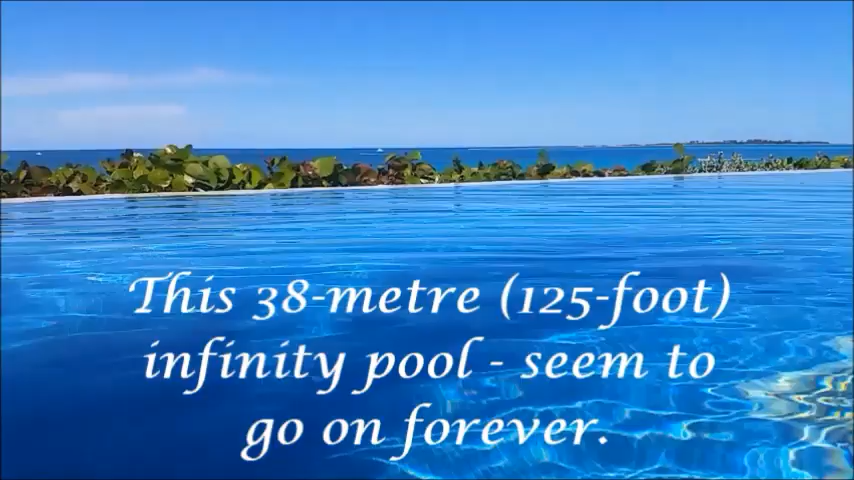 This 38-metre (125-foot)
infinity pool - seem to
go on forever.